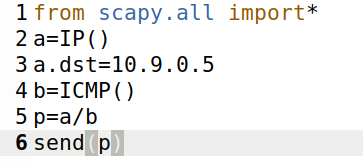 1 from scapy.all import*
2 a=IP()
3 a.dst=10.9.0.5
4 b=ICMP()
5 p=a/b
6 send(p)